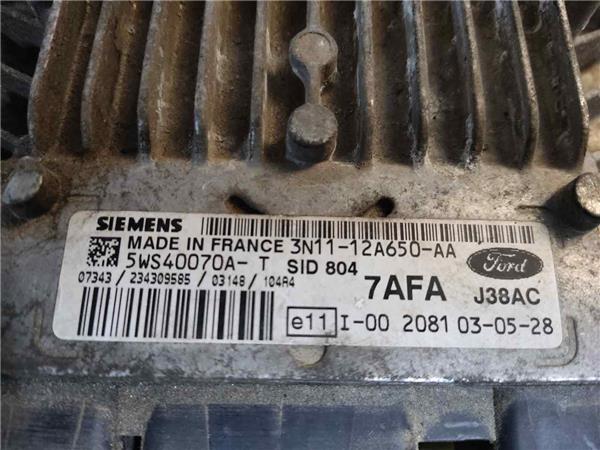 SIEMENS
MADE IN FRANCE 3N11-12A650-AA
5WS40070A- T SID 804
Ford
07343 / 234309585 / 03148 / 104A4
7AFA J38AC
e11 I-00 2081 03-05-28